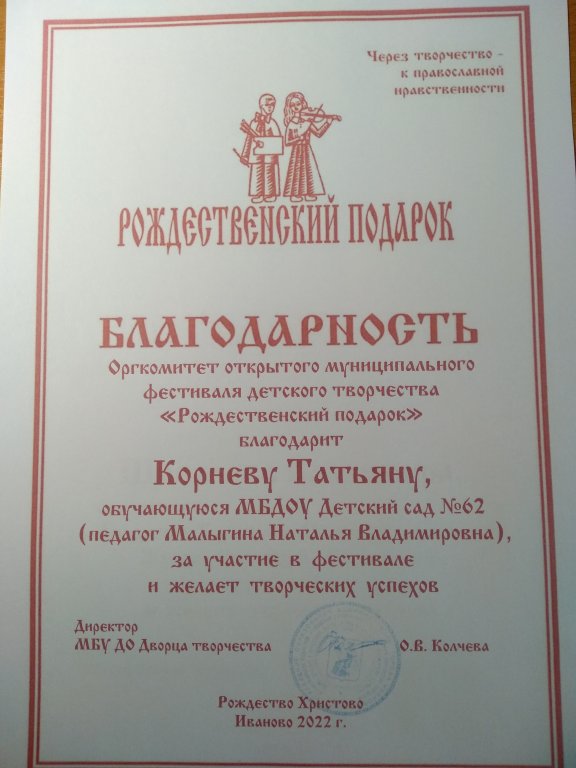 Через творчество -
к православной
нравственности
РОЖДЕСТВЕНСКИЙ ПОДАРОК
БЛАГОДАРНОСТЬ
Оргкомитет открытого муниципального
фестиваля детского творчества
«Рождественский подарок»
благодарит
Корневу Татьяну,
обучающуюся МБДОУ Детский сад №62
(педагог Малыгина Наталья Владимировна),
за участие в фестивале
и желает творческих успехов
Директор
МБУ ДО Дворца творчества О.В. Колчева
Рождество Христово
Иваново 2022 г.